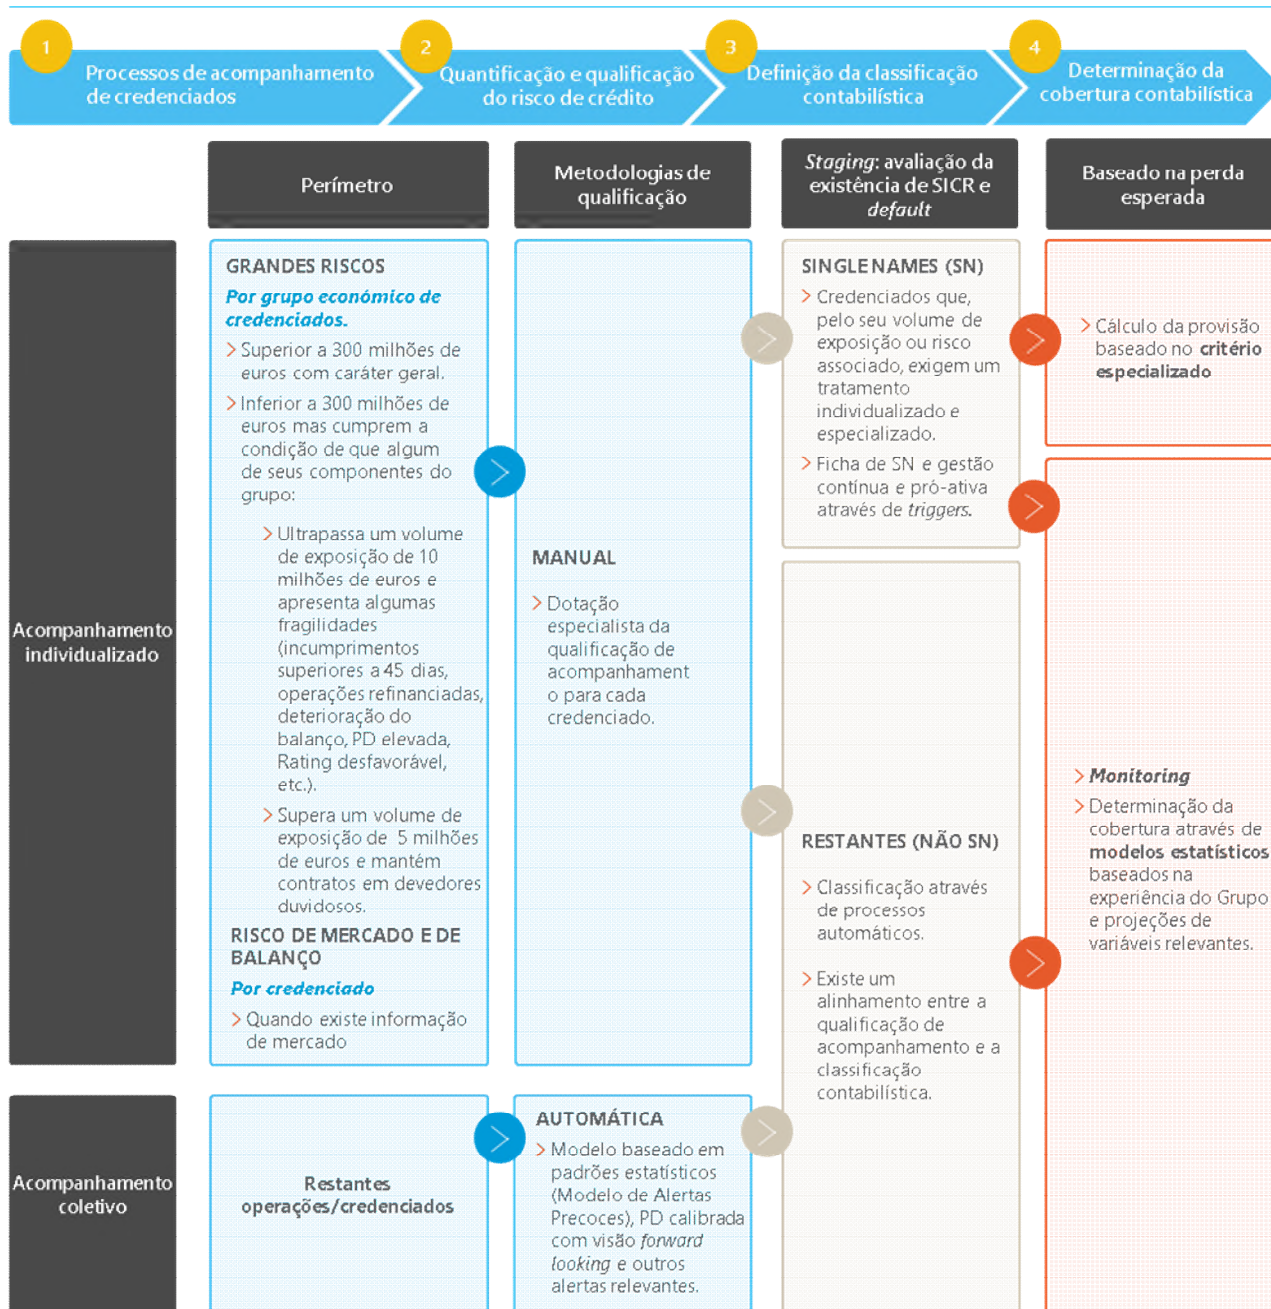 1
Processos de acompanhamento
de credenciados
2
Quantificação e qualificação
do risco de crédito
3
Definição da classificação
contabilística
4
Determinação da
cobertura contabilística
Perímetro
Metodologias de
qualificação
Staging: avaliação da
existência de SICR e
default
Baseado na perda
esperada
Acompanhamento
individualizado
GRANDES RISCOS
Por grupo económico de
credenciados.
> Superior a 300 milhões de
euros com caráter geral.
> Inferior a 300 milhões de
euros mas cumprem a
condição de que algum
de seus componentes do
grupo:
> Ultrapassa um volume
de exposição de 10
milhões de euros e
apresenta algumas
fragilidades
(incumprimentos
superiores a 45 dias,
operações refinanciadas,
deterioração do
balanço, PD elevada,
Rating desfavorável,
etc.).
> Supera um volume de
exposição de 5 milhões
de euros e mantém
contratos em devedores
duvidosos.
RISCO DE MERCADO E DE
BALANÇO
Por credenciado
> Quando existe informação
de mercado
MANUAL
> Dotação
especialista da
qualificação de
acompanhament
o para cada
credenciado.
SINGLE NAMES (SN)
> Credenciados que,
pelo seu volume de
exposição ou risco
associado, exigem um
tratamento
individualizado e
especializado.
> Ficha de SN e gestão
contínua e pró-ativa
através de triggers.
> Cálculo da provisão
baseado no critério
especializado
RESTANTES (NÃO SN)
> Classificação através
de processos
automáticos.
> Existe um
alinhamento entre a
qualificação de
acompanhamento e a
classificação
contabilística.
> Monitoring
> Determinação da
cobertura através de
modelos estatísticos
baseados na
experiência do Grupo
e projeções de
variáveis relevantes.
Acompanhamento
coletivo
Restantes
operações/credenciados
AUTOMÁTICA
> Modelo baseado em
padrões estatísticos
(Modelo de Alertas
Precoces), PD calibrada
com visão forward
looking e outros
alertas relevantes.